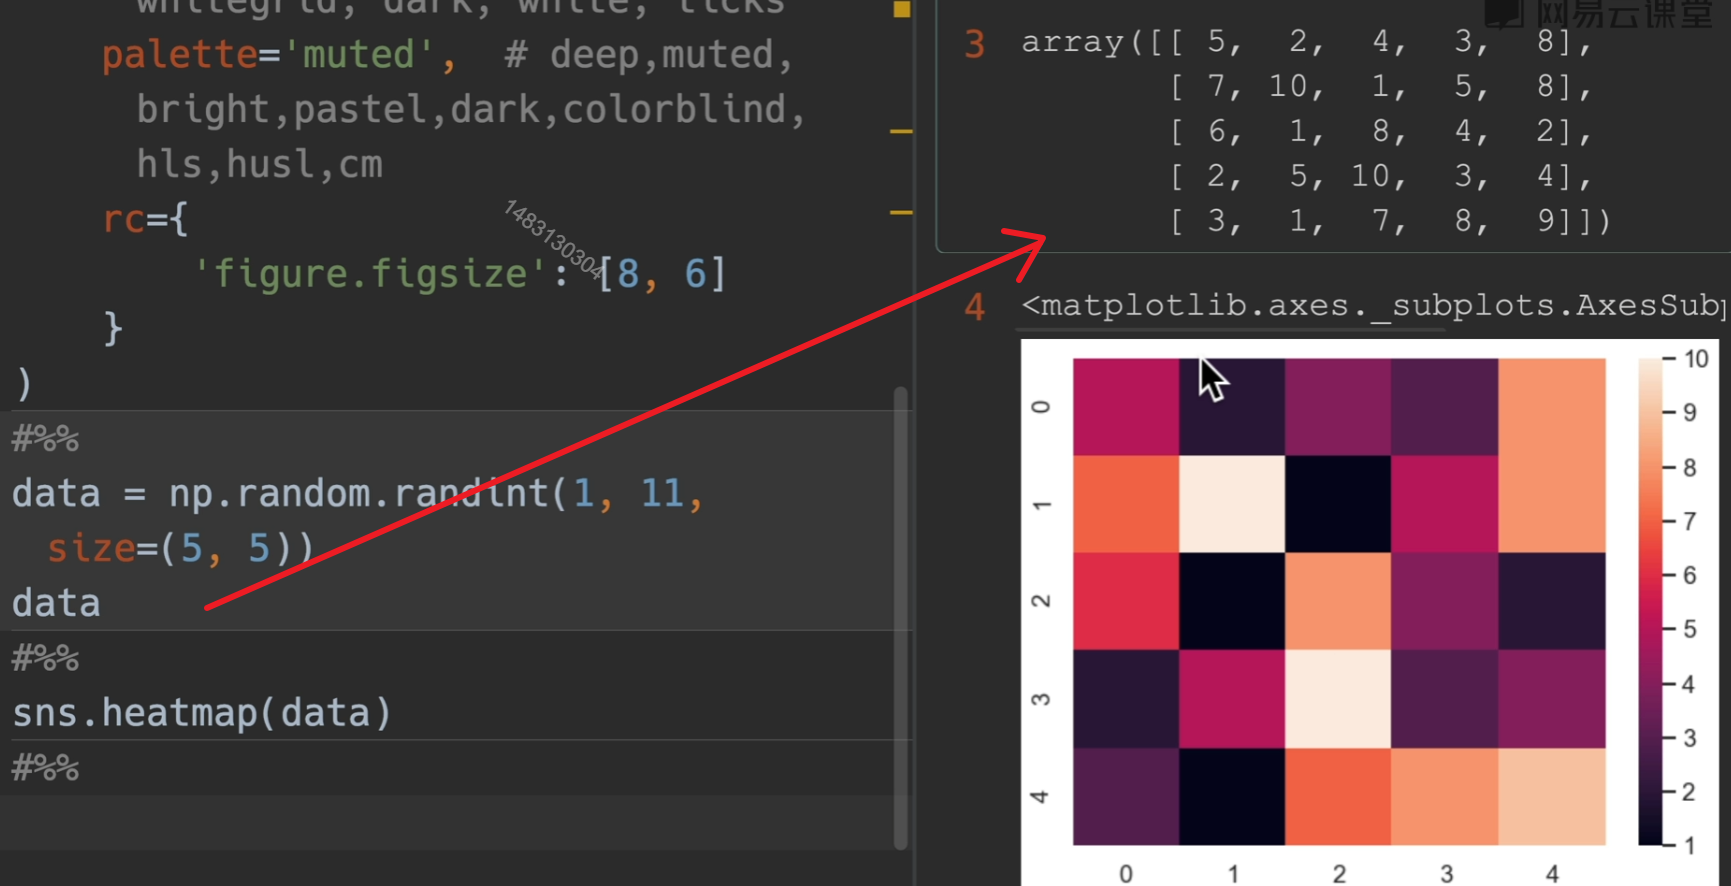 whitegrid, dark, white, ticks
palette='muted',  # deep,muted,
bright,pastel,dark,colorblind,
hls,husl,cm
rc={
'figure.figsize': [8, 6]
}
)
#%%
data = np.random.randint(1, 11,
size=(5, 5))
data
#%%
sns.heatmap(data)
#%%
1483130304
网易云课堂
3
array([[ 5,  2,  4,  3,  8],
[ 7, 10,  1,  5,  8],
[ 6,  1,  8,  4,  2],
[ 2,  5, 10,  3,  4],
[ 3,  1,  7,  8,  9]])
4
<matplotlib.axes._subplots.AxesSub
0
1
2
3
4
0 1 2 3 4
10
9
8
7
6
5
4
3
2
1